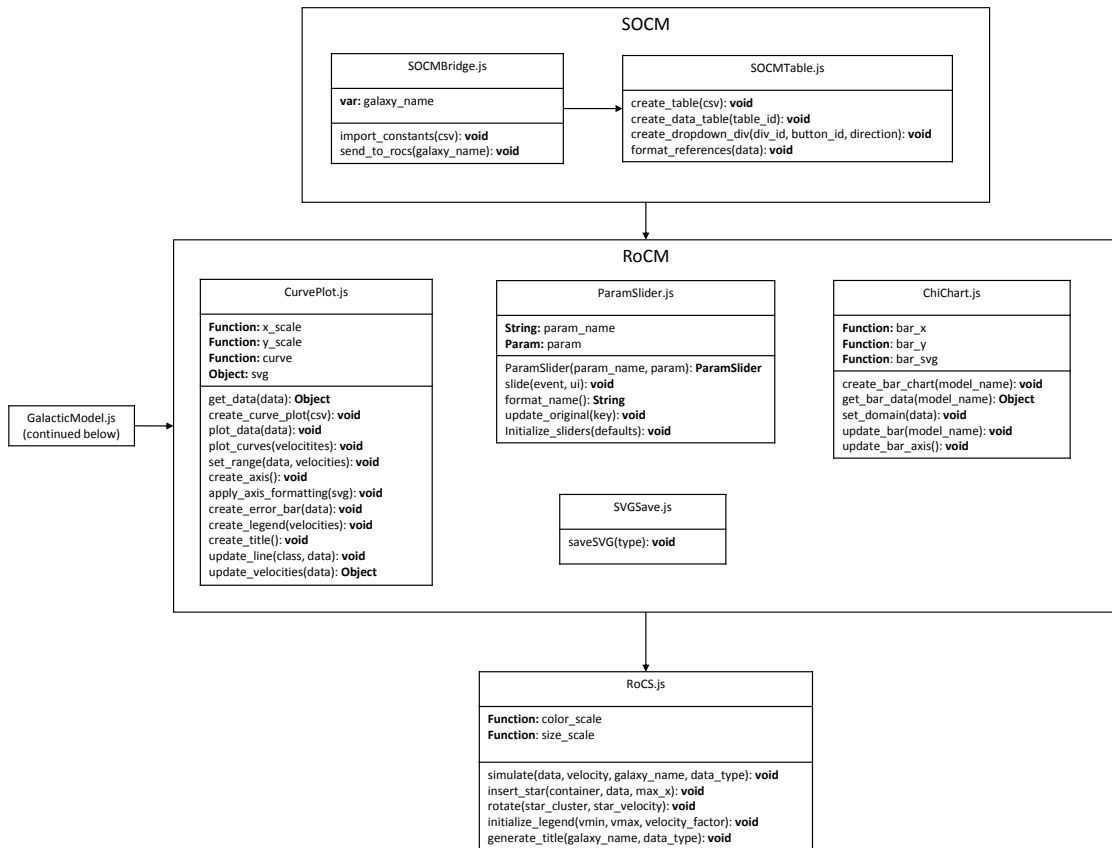 SOCM
SOCMBridge.js
var: galaxy_name
import_constants(csv): void
send_to_rocs(galaxy_name): void
SOCMTable.js
create_table(csv): void
create_data_table(table_id): void
create_dropdown_div(div_id, button_id, direction): void
format_references(data): void
RoCM
CurvePlot.js
Function: x_scale
Function: y_scale
Function: curve
Object: svg
get_data(data): Object
create_curve_plot(csv): void
plot_data(data): void
plot_curves(velocitites): void
set_range(data, velocities): void
create_axis(): void
apply_axis_formatting(svg): void
create_error_bar(data): void
create_legend(velocities): void
create_title(): void
update_line(class, data): void
update_velocities(data): Object
ParamSlider.js
String: param_name
Param: param
ParamSlider(param_name, param): ParamSlider
slide(event, ui): void
format_name(): String
update_original(key): void
Initialize_sliders(defaults): void
ChiChart.js
Function: bar_x
Function: bar_y
Function: bar_svg
create_bar_chart(model_name): void
get_bar_data(model_name): Object
set_domain(data): void
update_bar(model_name): void
update_bar_axis(): void
SVGSave.js
saveSVG(type): void
GalacticModel.js
(continued below)
RoCS.js
Function: color_scale
Function: size_scale
simulate(data, velocity, galaxy_name, data_type): void
insert_star(container, data, max_x): void
rotate(star_cluster, star_velocity): void
initialize_legend(vmin, vmax, velocity_factor): void
generate_title(galaxy_name, data_type): void